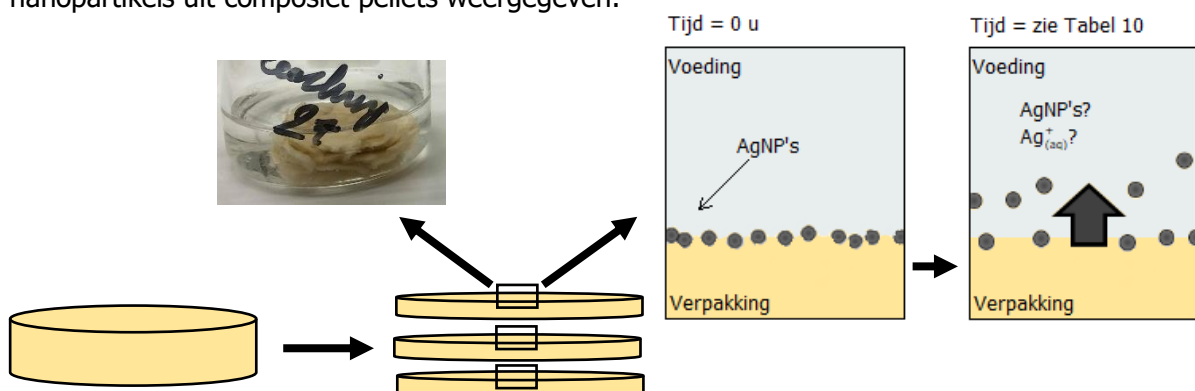 nanopartikels uit composiet pellets weergegeven.
Tijd = 0 u
Tijd = zie Tabel 10
Voeding
AgNP's
Verpakking
Voeding
AgNP's?
Ag⁺(aq)?
Verpakking
27